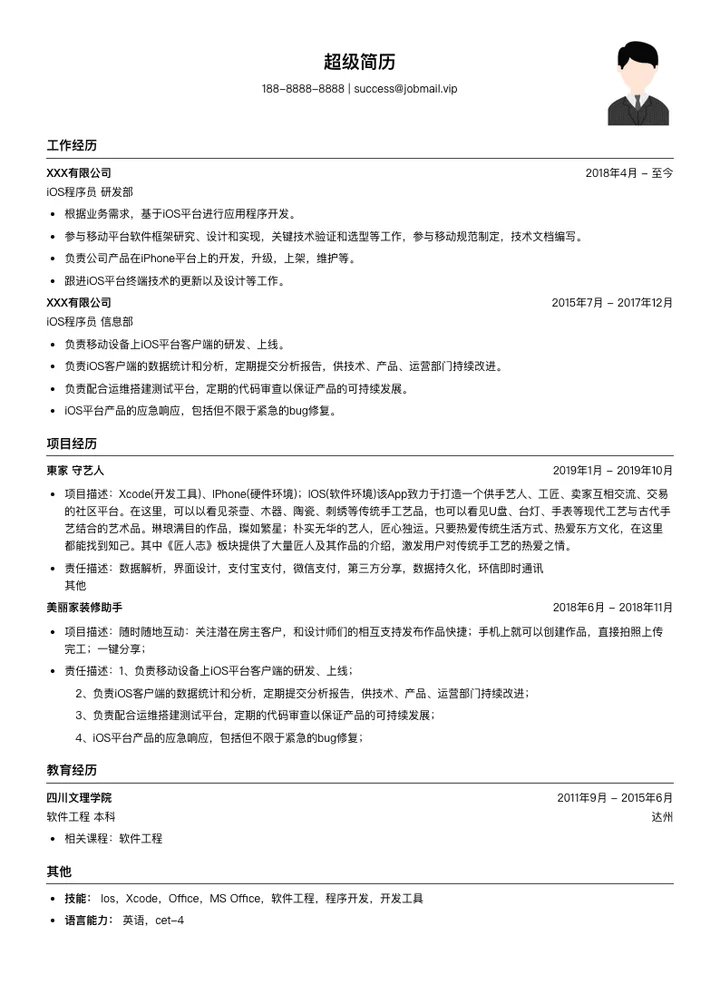 超级简历
188-8888-8888 | success@jobmail.vip
工作经历
XXX有限公司 2018年4月 - 至今
iOS程序员 研发部
• 根据业务需求，基于iOS平台进行应用程序开发。
• 参与移动平台软件框架研究、设计和实现，关键技术验证和选型等工作，参与移动规范制定，技术文档编写。
• 负责公司产品在iPhone平台上的开发，升级，上架，维护等。
• 跟进iOS平台终端技术的更新以及设计等工作。
XXX有限公司 2015年7月 - 2017年12月
iOS程序员 信息部
• 负责移动设备上iOS平台客户端的研发、上线。
• 负责iOS客户端的数据统计和分析，定期提交分析报告，供技术、产品、运营部门持续改进。
• 负责配合运维搭建测试平台，定期的代码审查以保证产品的可持续发展。
• iOS平台产品的应急响应，包括但不限于紧急的bug修复。
项目经历
東家 守艺人 2019年1月 - 2019年10月
• 项目描述：Xcode(开发工具)、IPhone(硬件环境)；IOS(软件环境)该App致力于打造一个供手艺人、工匠、卖家互相交流、交易
的社区平台。在这里，可以以看见茶壶、木器、陶瓷、刺绣等传统手工艺品，也可以看见U盘、台灯、手表等现代工艺与古代手
艺结合的艺术品。琳琅满目的作品，璨如繁星；朴实无华的艺人，匠心独运。只要热爱传统生活方式、热爱东方文化，在这里
都能找到知己。其中《匠人志》板块提供了大量匠人及其作品的介绍，激发用户对传统手工艺的热爱之情。
• 责任描述：数据解析，界面设计，支付宝支付，微信支付，第三方分享，数据持久化，环信即时通讯
其他
美丽家装修助手 2018年6月 - 2018年11月
• 项目描述：随时随地互动：关注潜在房主客户，和设计师们的相互支持发布作品快捷；手机上就可以创建作品，直接拍照上传
完工；一键分享；
• 责任描述：1、负责移动设备上iOS平台客户端的研发、上线；
2、负责iOS客户端的数据统计和分析，定期提交分析报告，供技术、产品、运营部门持续改进；
3、负责配合运维搭建测试平台，定期的代码审查以保证产品的可持续发展；
4、iOS平台产品的应急响应，包括但不限于紧急的bug修复；
教育经历
四川文理学院 2011年9月 - 2015年6月
软件工程 本科 达州
• 相关课程：软件工程
其他
• 技能： Ios，Xcode，Office，MS Office，软件工程，程序开发，开发工具
• 语言能力： 英语，cet-4